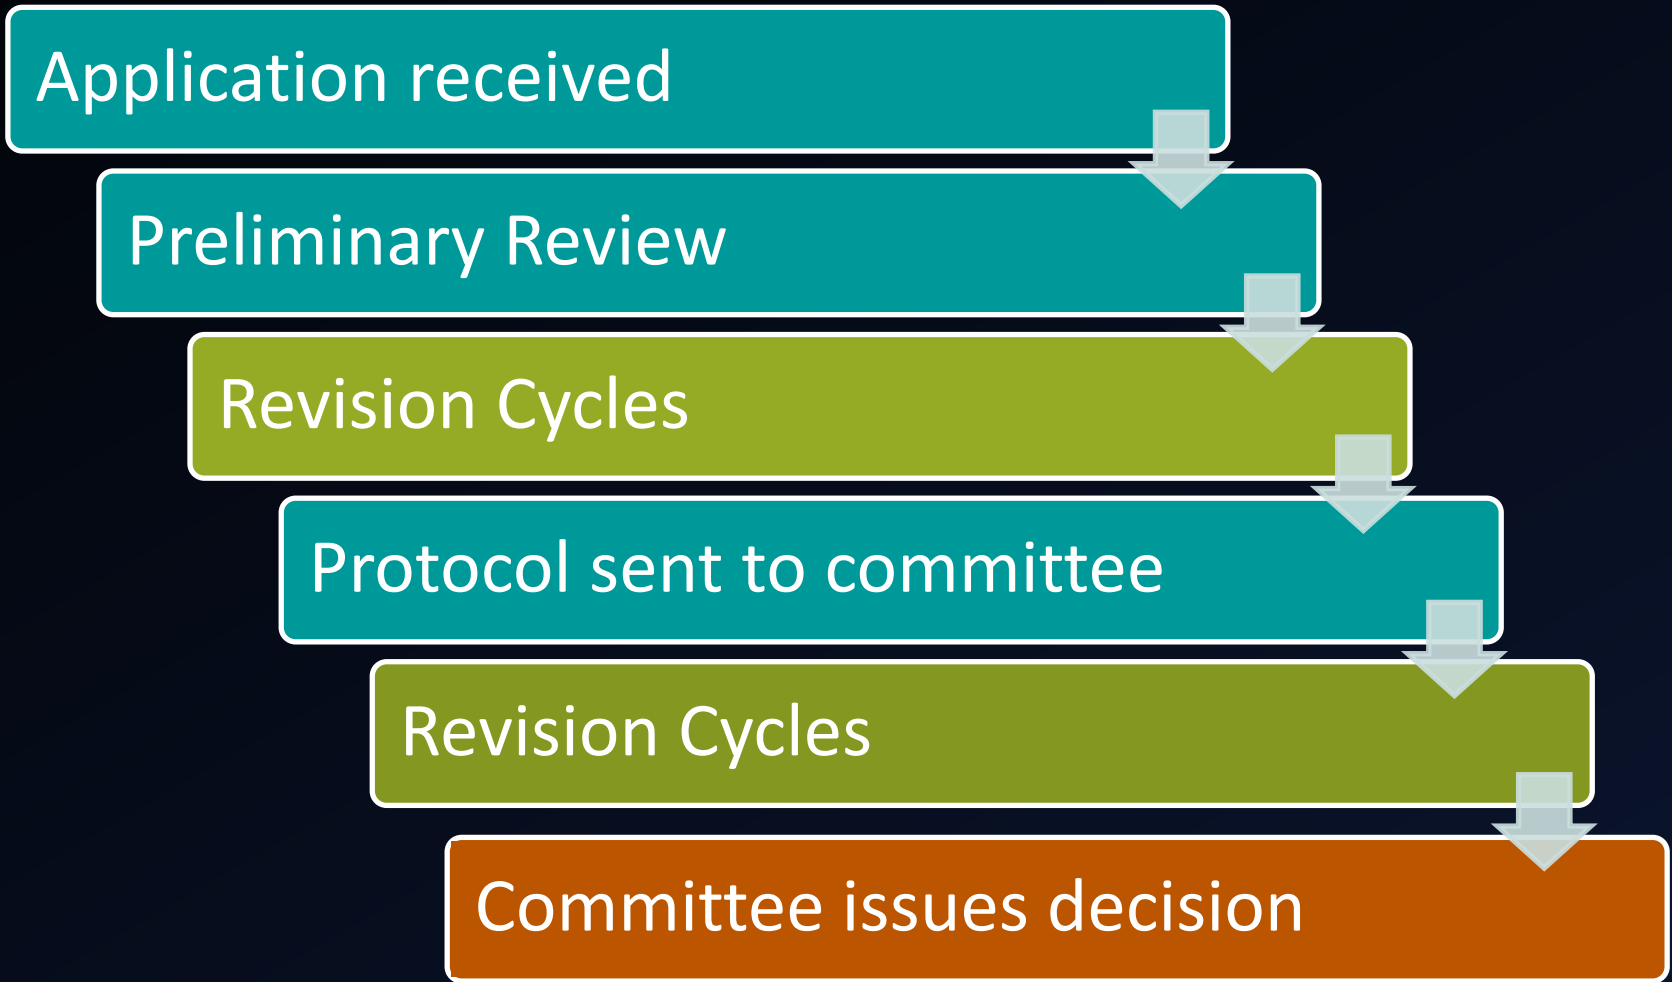 Application received
Preliminary Review
Revision Cycles
Protocol sent to committee
Revision Cycles
Committee issues decision